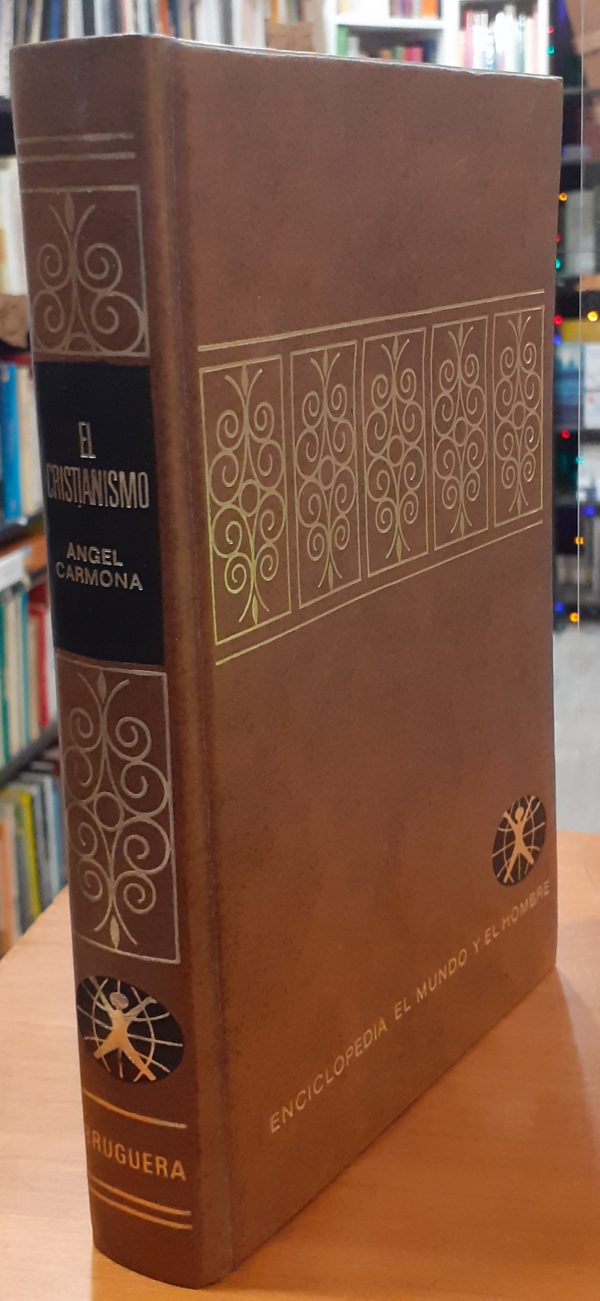 EL
CRISTIANISMO
ANGEL
CARMONA
BRUGUERA
ENCICLOPEDIA EL MUNDO Y EL HOMBRE